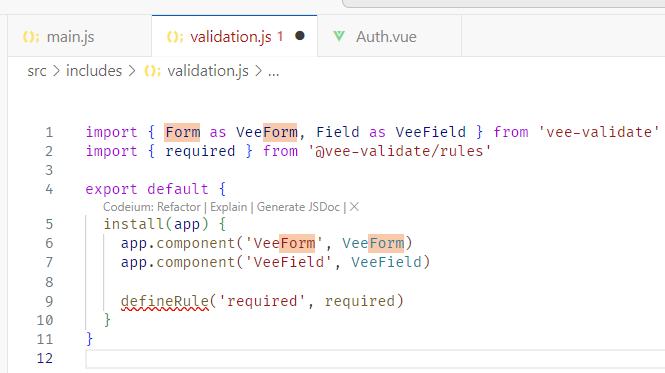 main.js validation.js 1 Auth.vue
src > includes > validation.js > ...
1 import { Form as VeeForm, Field as VeeField } from 'vee-validate'
2 import { required } from '@vee-validate/rules'
3
4 export default {
Codeium: Refactor | Explain | Generate JSDoc | X
5 install(app) {
6 app.component('VeeForm', VeeForm)
7 app.component('VeeField', VeeField)
8
9 defineRule('required', required)
10 }
11 }
12